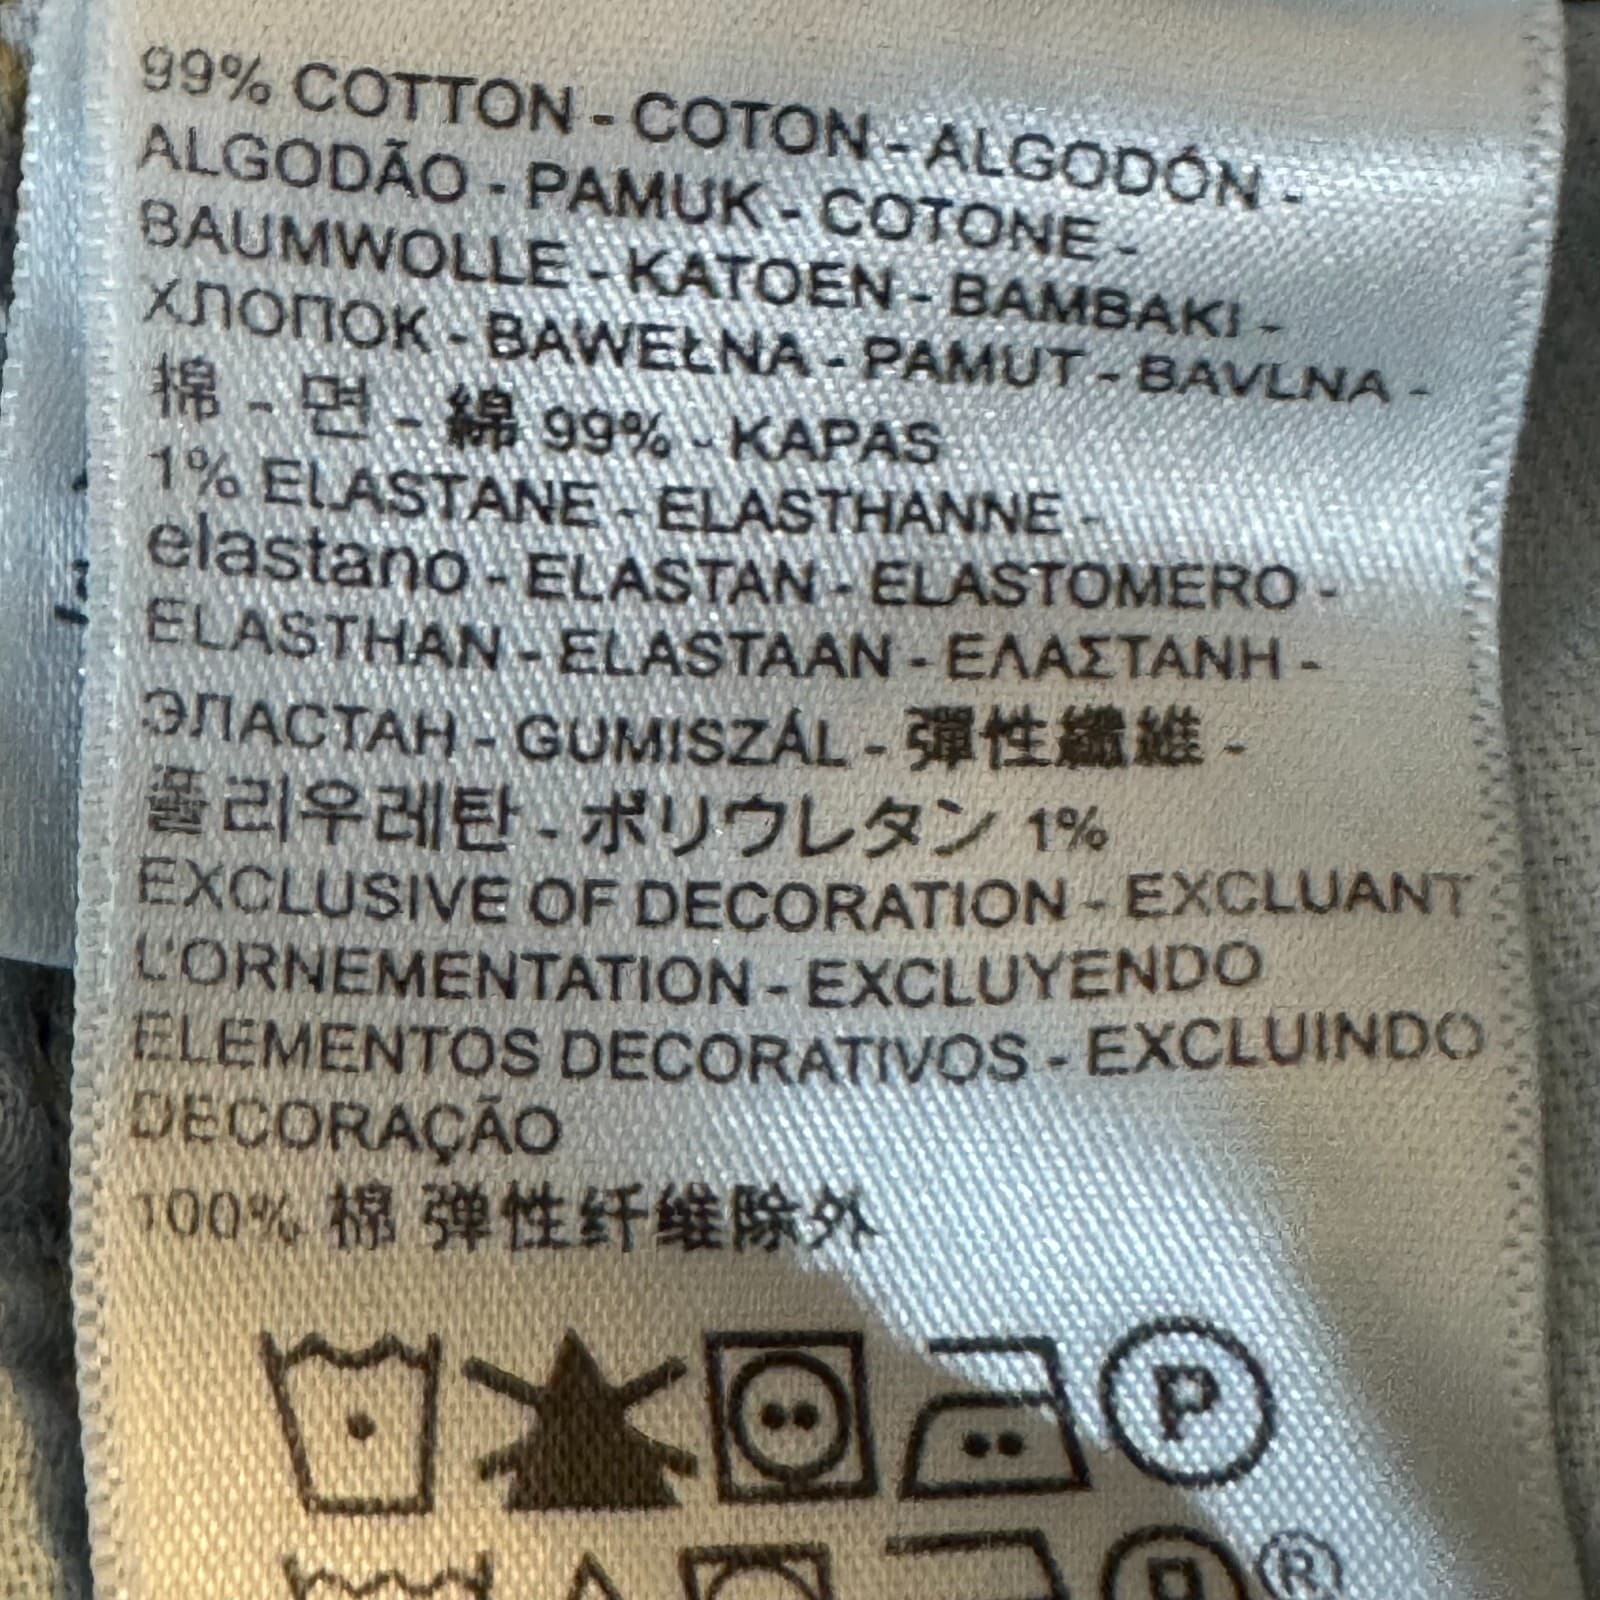 99% COTTON - COTON - ALGODÓN -
ALGODÃO - PAMUK - COTONE -
BAUMWOLLE - KATOEN - BAMBAKI -
ХЛОПОК - BAWEŁNA - PAMUT - BAVLNA -
棉 - 면 - 綿 99% - KAPAS
1% ELASTANE - ELASTHANNE -
elastano - ELASTAN - ELASTOMERO -
ELASTHAN - ELASTAAN - ΕΛΑΣΤΑΝΗ -
ЭЛАСТАН - GUMISZÁL - 彈性纖維 -
폴리우레탄 - ポリウレタン 1%
EXCLUSIVE OF DECORATION - EXCLUANT
L'ORNEMENTATION - EXCLUYENDO
ELEMENTOS DECORATIVOS - EXCLUINDO
DECORAÇÃO
100% 棉 弹性纤维除外
P
®